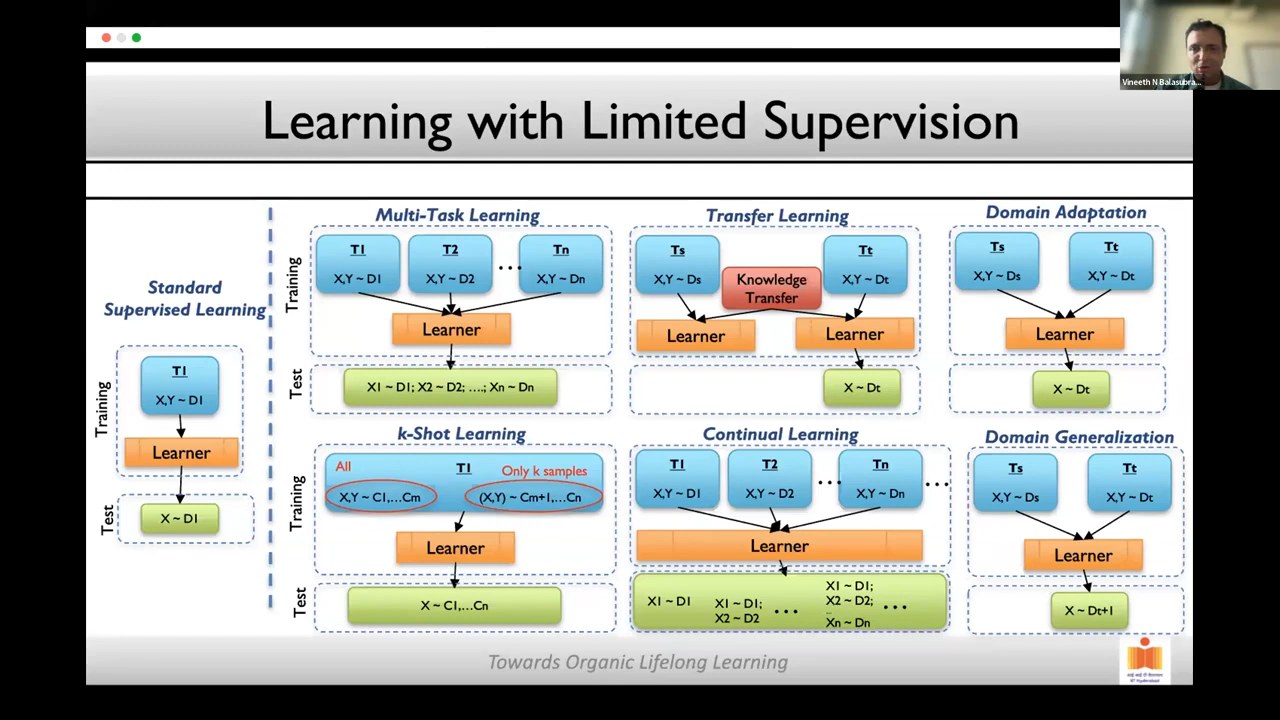 Vineeth N Balasubra...
Learning with Limited Supervision
Standard
Supervised Learning
Training
T1
X,Y ~ D1
Learner
Test
X ~ D1
Multi-Task Learning
Training
T1
X,Y ~ D1
T2
X,Y ~ D2
...
Tn
X,Y ~ Dn
Learner
Test
X1 ~ D1; X2 ~ D2; ....; Xn ~ Dn
Transfer Learning
Ts
X,Y ~ Ds
Knowledge
Transfer
Tt
X,Y ~ Dt
Learner
Learner
X ~ Dt
Domain Adaptation
Ts
X,Y ~ Ds
Tt
X,Y ~ Dt
Learner
X ~ Dt
k-Shot Learning
Training
All
T1
Only k samples
X,Y ~ C1,...Cm
(X,Y) ~ Cm+1,...Cn
Learner
Test
X ~ C1,...Cn
Continual Learning
T1
X,Y ~ D1
T2
X,Y ~ D2
...
Tn
X,Y ~ Dn
...
Learner
X1 ~ D1
X1 ~ D1;
X2 ~ D2
...
X1 ~ D1;
X2 ~ D2;
...
Xn ~ Dn
...
Domain Generalization
Ts
X,Y ~ Ds
Tt
X,Y ~ Dt
Learner
X ~ Dt+1
Towards Organic Lifelong Learning